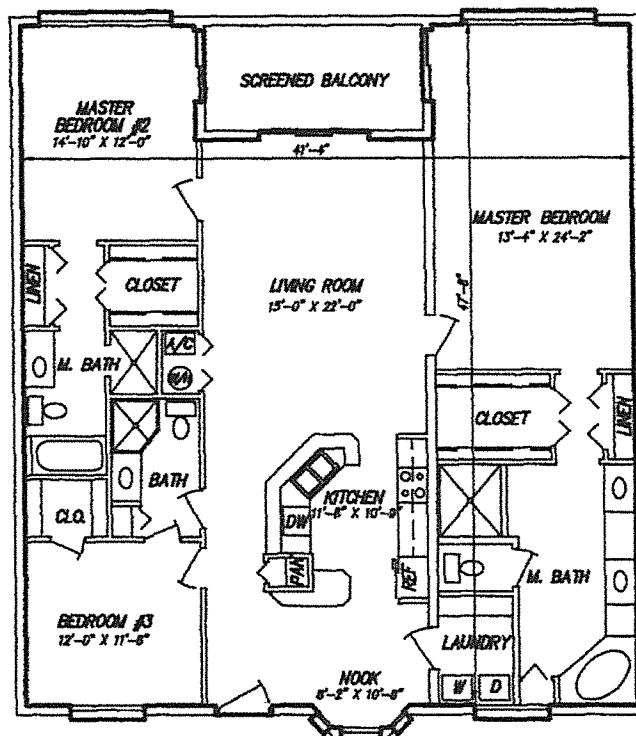 SCREENED BALCONY
MASTER
BEDROOM #2
14'-10" X 12'-0"
41'-4"
MASTER BEDROOM
13'-4" X 24'-2"
47'-8"
LINEN
CLOSET
LIVING ROOM
15'-0" X 22'-0"
A/C
W/H
M. BATH
CLOSET
LINEN
BATH
KITCHEN
11'-6" X 10'-9"
DW
CLO.
PAN
REF
M. BATH
BEDROOM #3
12'-0" X 11'-6"
LAUNDRY
NOOK
8'-2" X 10'-8"
W
D